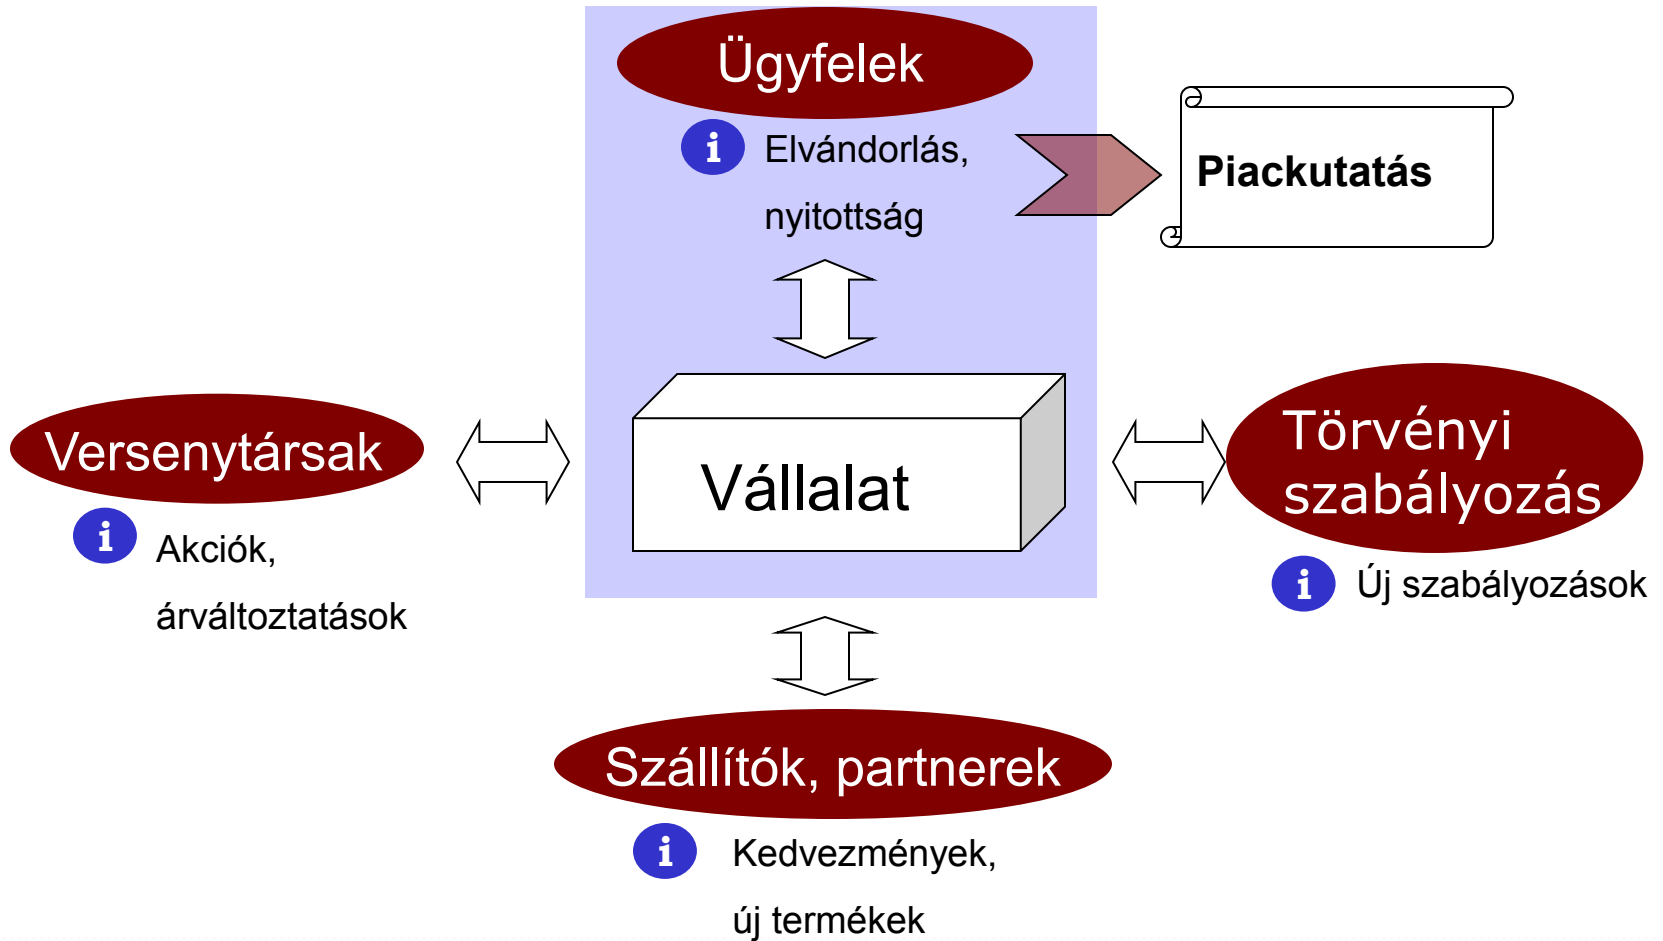 Ügyfelek
i
Elvándorlás,
nyitottság
Piackutatás
Versenytársak
i
Akciók,
árváltoztatások
Vállalat
Törvényi
szabályozás
i
Új szabályozások
Szállítók, partnerek
i
Kedvezmények,
új termékek